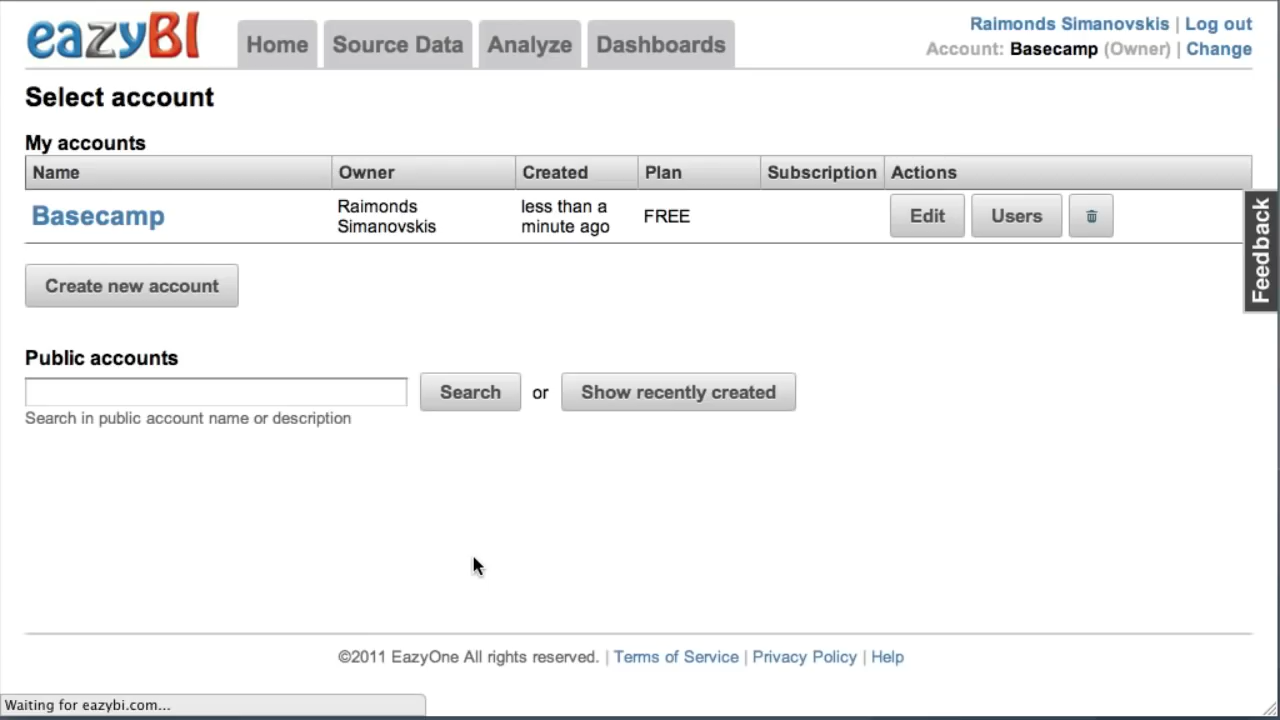 eazyBI
Home Source Data Analyze Dashboards
Raimonds Simanovskis | Log out
Account: Basecamp (Owner) | Change
Select account
My accounts
Name Owner Created Plan Subscription Actions
Basecamp Raimonds Simanovskis less than a minute ago FREE Edit Users
Create new account
Feedback
Public accounts
Search or Show recently created
Search in public account name or description
©2011 EazyOne All rights reserved. | Terms of Service | Privacy Policy | Help
Waiting for eazybi.com...